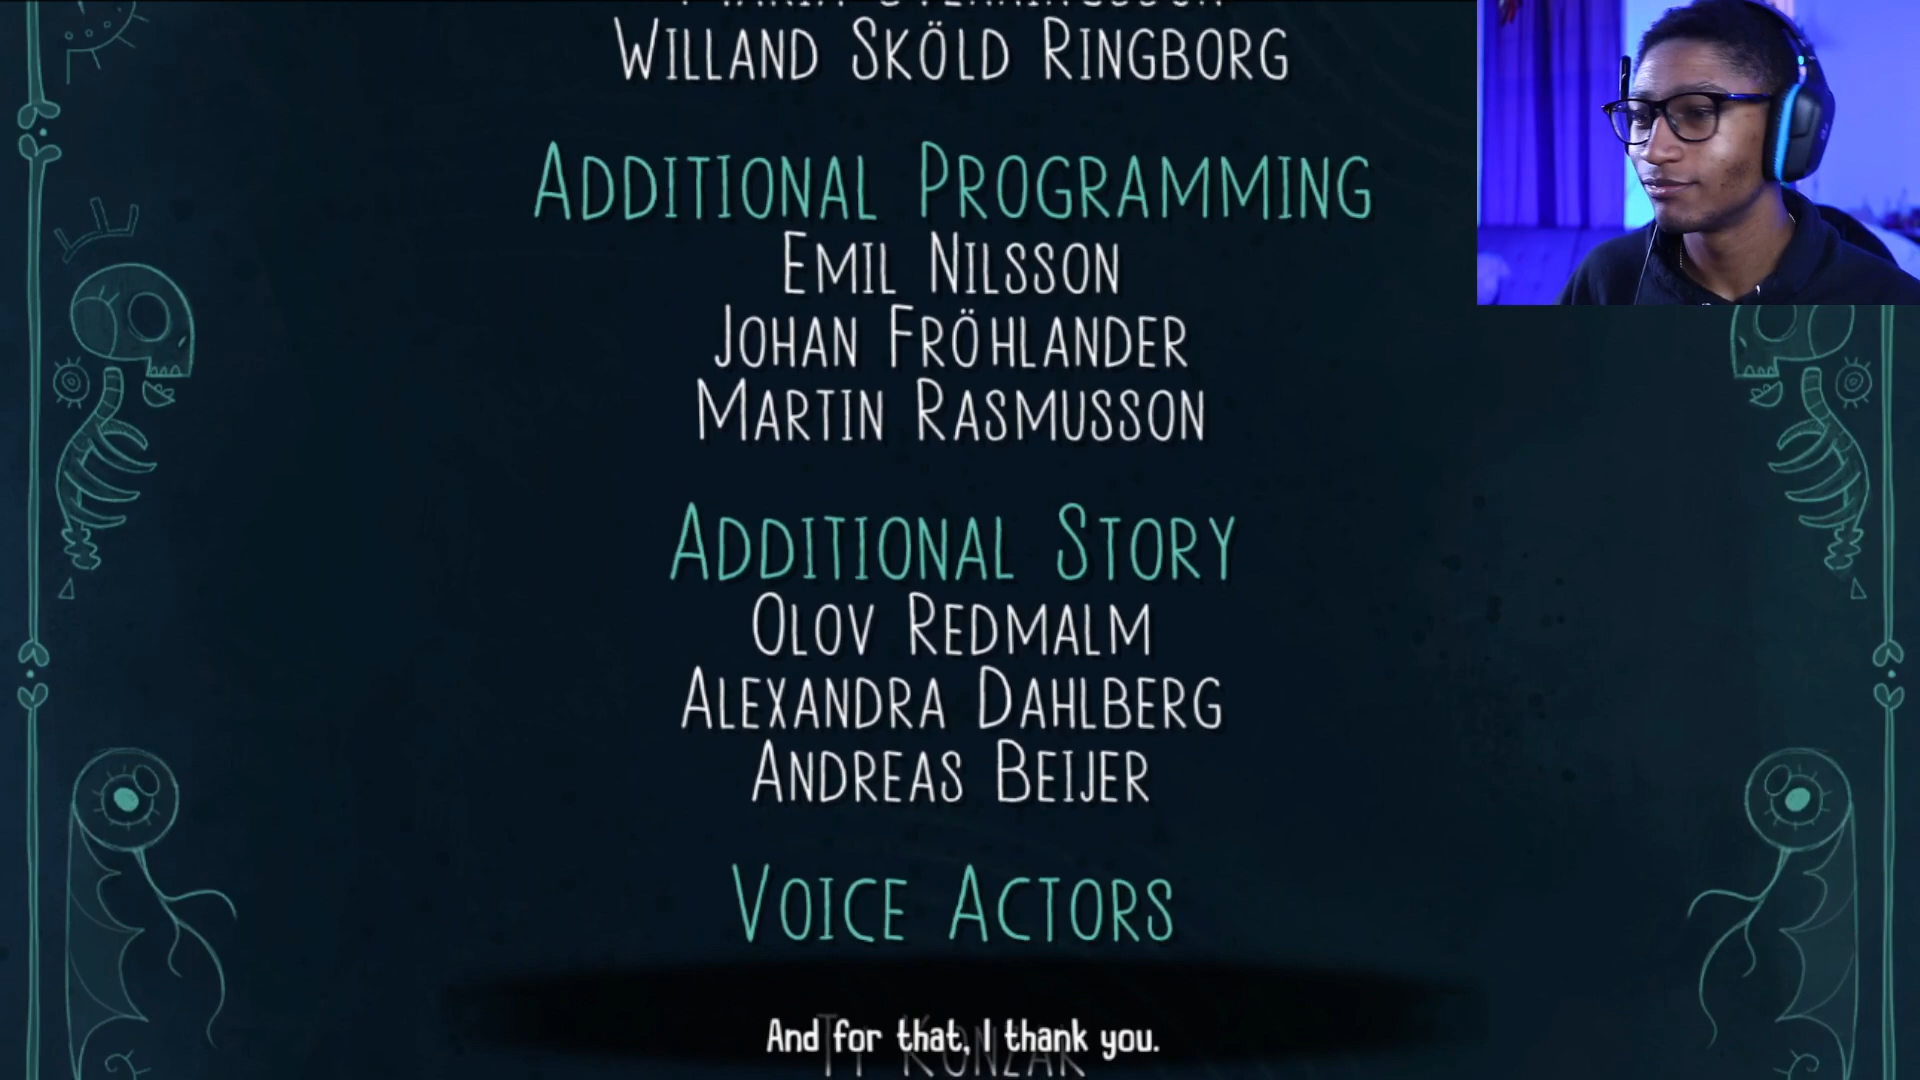 WILLAND SKÖLD RINGBORG
ADDITIONAL PROGRAMMING
EMIL NILSSON
JOHAN FRÖHLANDER
MARTIN RASMUSSON
ADDITIONAL STORY
OLOV REDMALM
ALEXANDRA DAHLBERG
ANDREAS BEIJER
VOICE ACTORS
And for that, I thank you.